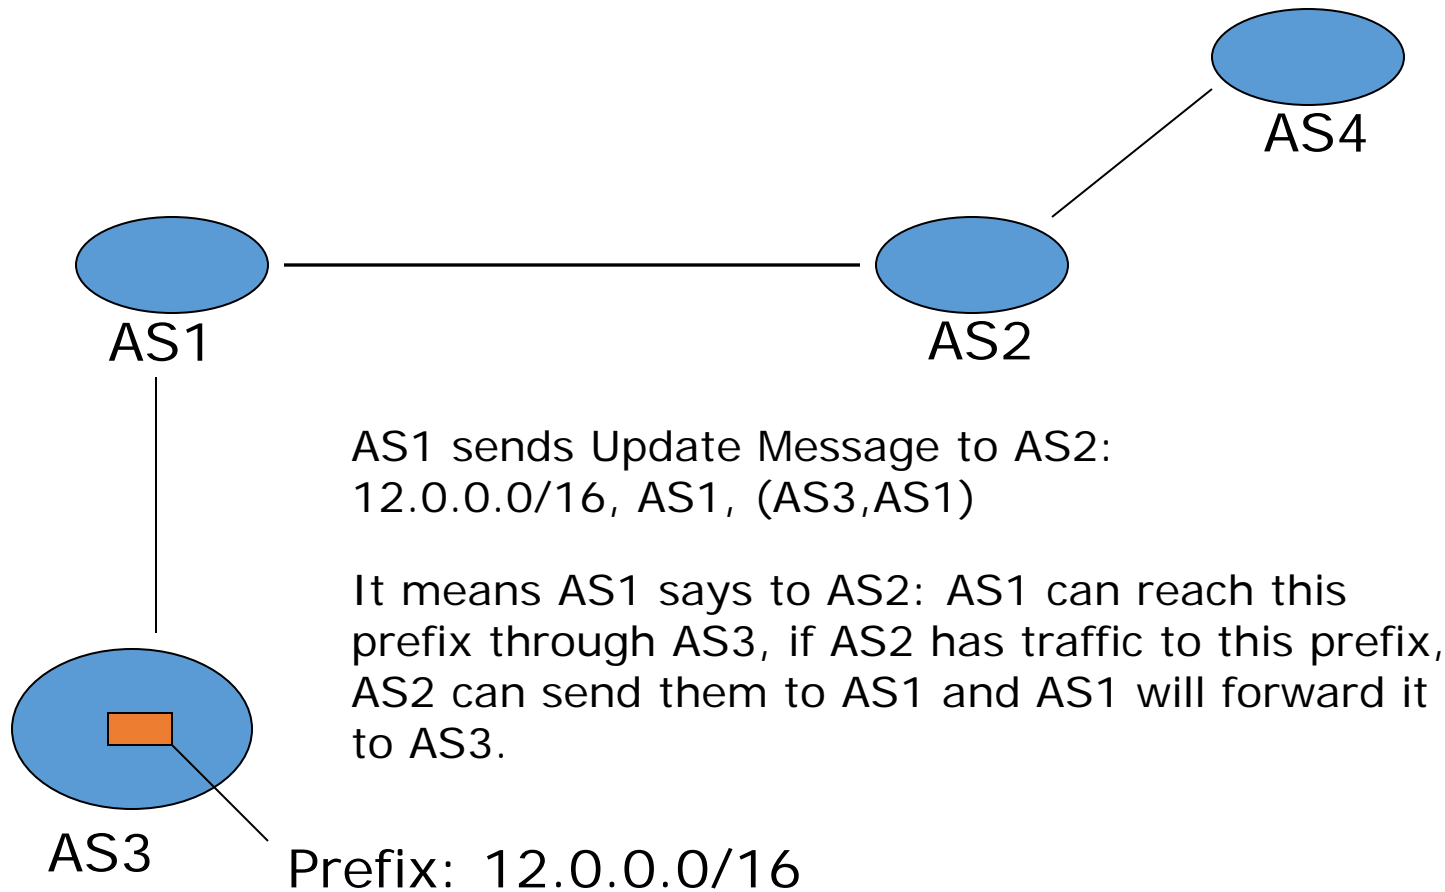 AS4
AS1
AS2
AS1 sends Update Message to AS2:
12.0.0.0/16, AS1, (AS3,AS1)
It means AS1 says to AS2: AS1 can reach this
prefix through AS3, if AS2 has traffic to this prefix,
AS2 can send them to AS1 and AS1 will forward it
to AS3.
AS3
Prefix: 12.0.0.0/16